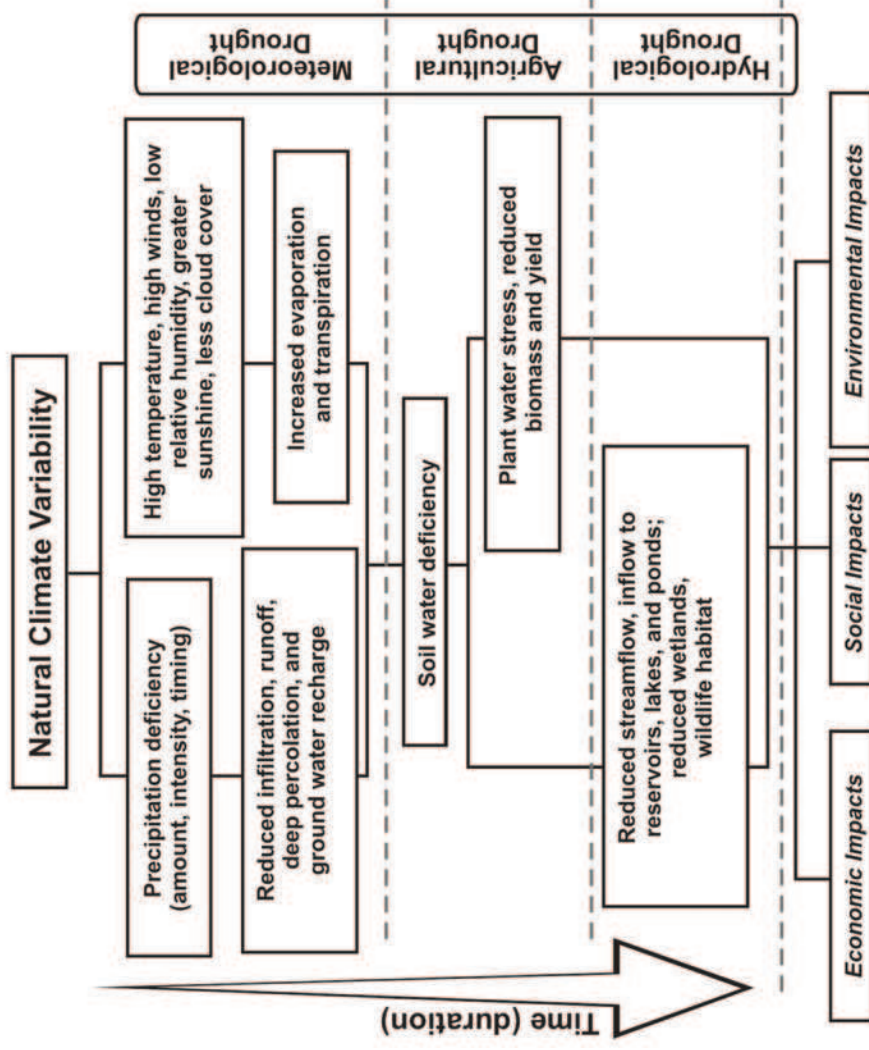 Natural Climate Variability
Precipitation deficiency
(amount, intensity, timing)
High temperature, high winds, low
relative humidity, greater
sunshine, less cloud cover
Reduced infiltration, runoff,
deep percolation, and
ground water recharge
Increased evaporation
and transpiration
Meteorological
Drought
Soil water deficiency
Plant water stress, reduced
biomass and yield
Agricultural
Drought
Reduced streamflow, inflow to
reservoirs, lakes, and ponds;
reduced wetlands,
wildlife habitat
Hydrological
Drought
Time (duration)
Economic Impacts
Social Impacts
Environmental Impacts